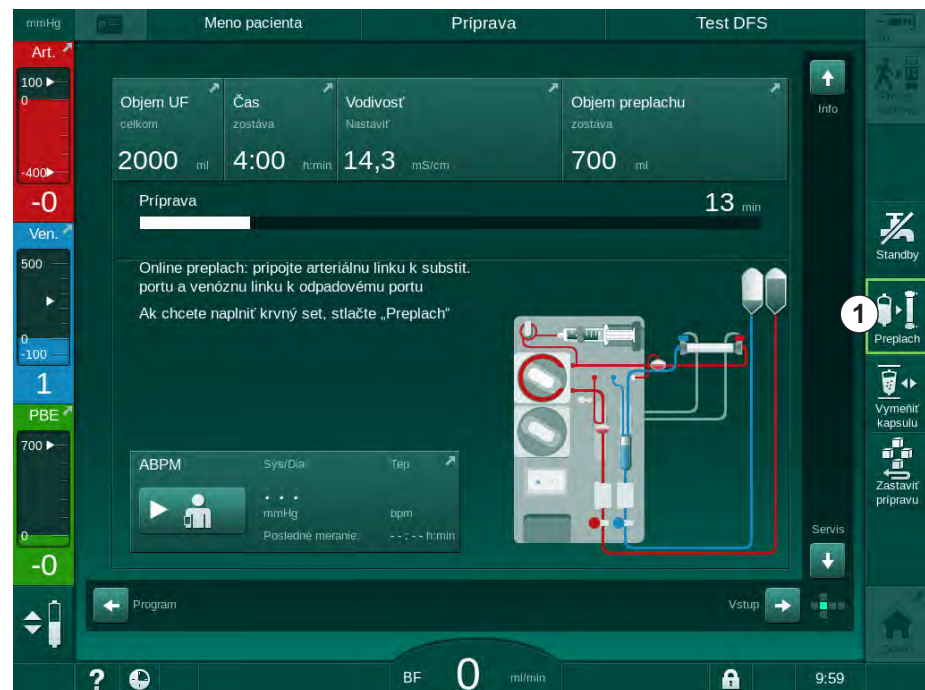 mmHg
Meno pacienta
Príprava
Test DFS
Art.
100
0
-400
-0
Ven.
500
0
-100
1
PBE
700
0
-0
Objem UF
celkom
2000 ml
Čas
zostáva
4:00 h:min
Vodivosť
Nastaviť
14,3 mS/cm
Objem preplachu
zostáva
700 ml
Príprava
13 min
Online preplach: pripojte arteriálnu linku k substit.
portu a venóznu linku k odpadovému portu
Ak chcete naplniť krvný set, stlačte „Preplach“
ABPM
Sys/Dia
Tep
. . .
mmHg
bpm
Posledné meranie:
--:-- h:min
Info
Servis
Program
Vstup
Standby
1
Preplach
Vymeniť
kapsulu
Zastaviť
prípravu
?
BF 0 ml/min
9:59